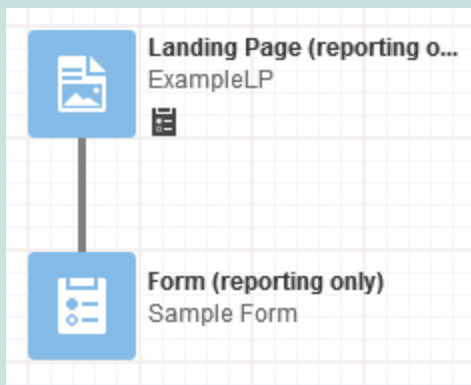 Landing Page (reporting o...
ExampleLP
Form (reporting only)
Sample Form